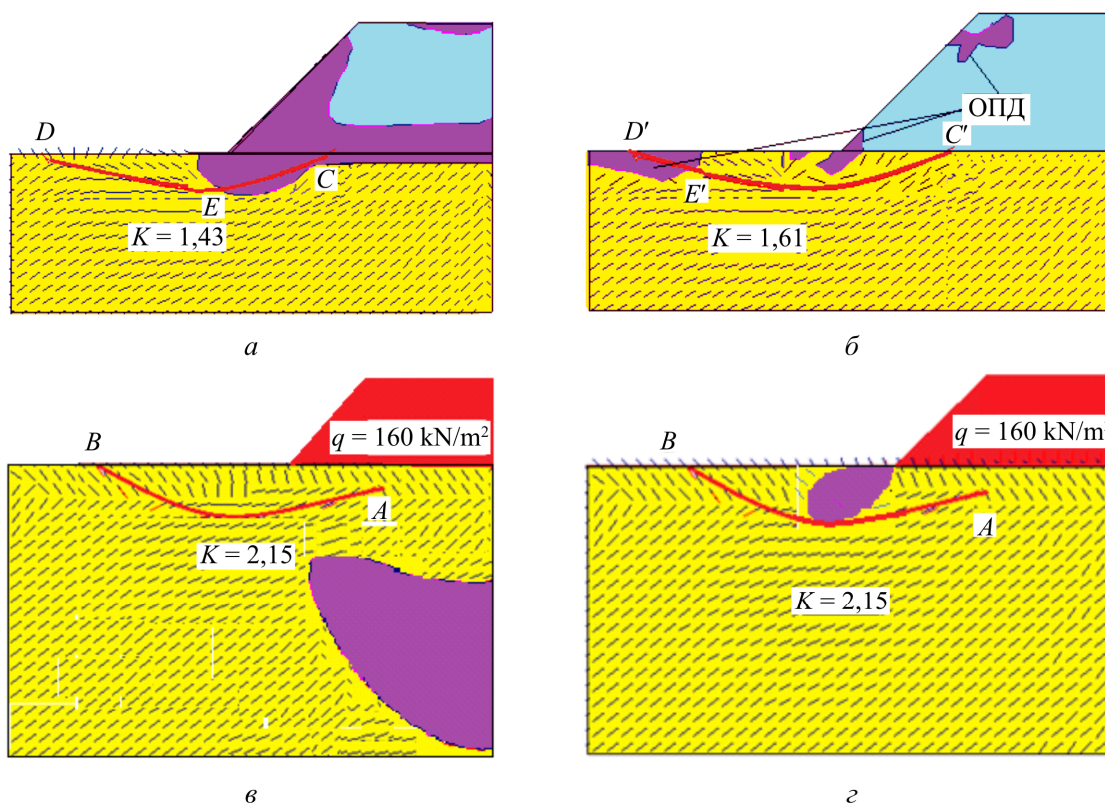 D
C
E
K = 1,43
а
ОПД
D′
C′
E′
K = 1,61
б
q = 160 kN/m²
B
A
K = 2,15
в
q = 160 kN/m
B
A
K = 2,15
г